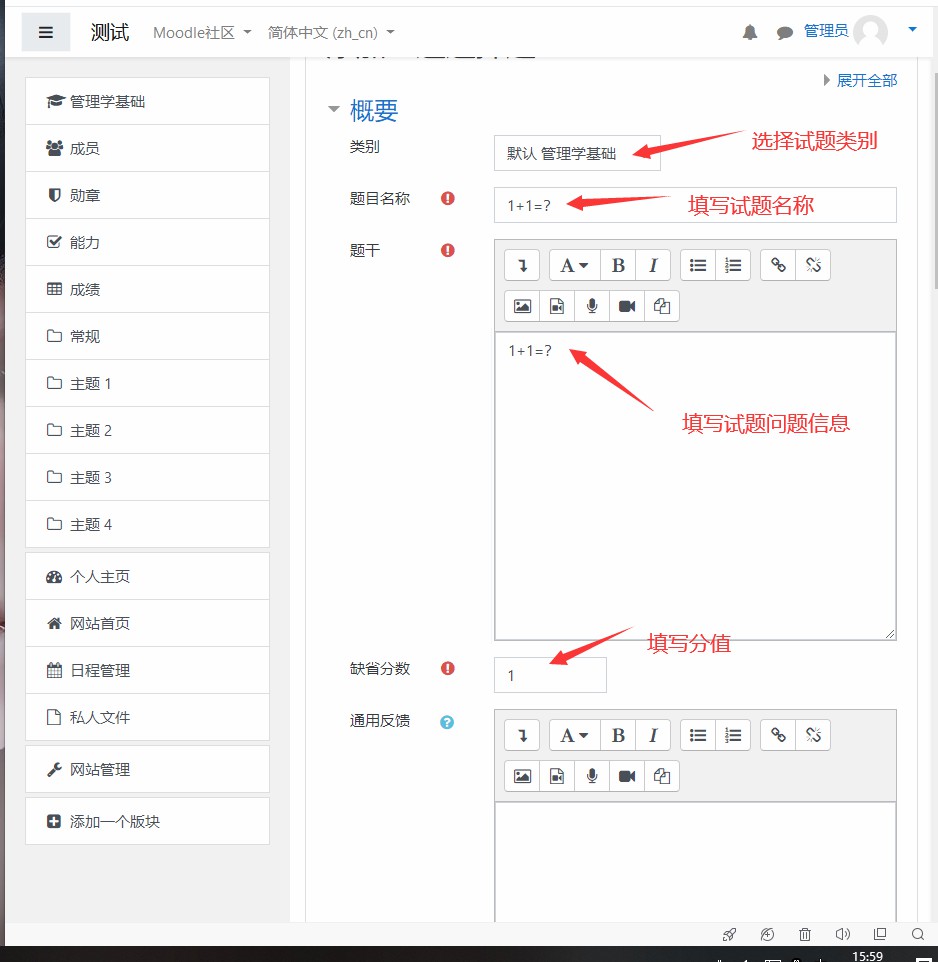 测试 Moodle社区 简体中文 (zh_cn) 管理员
展开全部
管理学基础
成员
勋章
能力
成绩
常规
主题 1
主题 2
主题 3
主题 4
个人主页
网站首页
日程管理
私人文件
网站管理
添加一个版块
概要
类别 默认 管理学基础 选择试题类别
题目名称 1+1=? 填写试题名称
题干
A B I
1+1=?
填写试题问题信息
缺省分数 1 填写分值
通用反馈
A B I
15:59